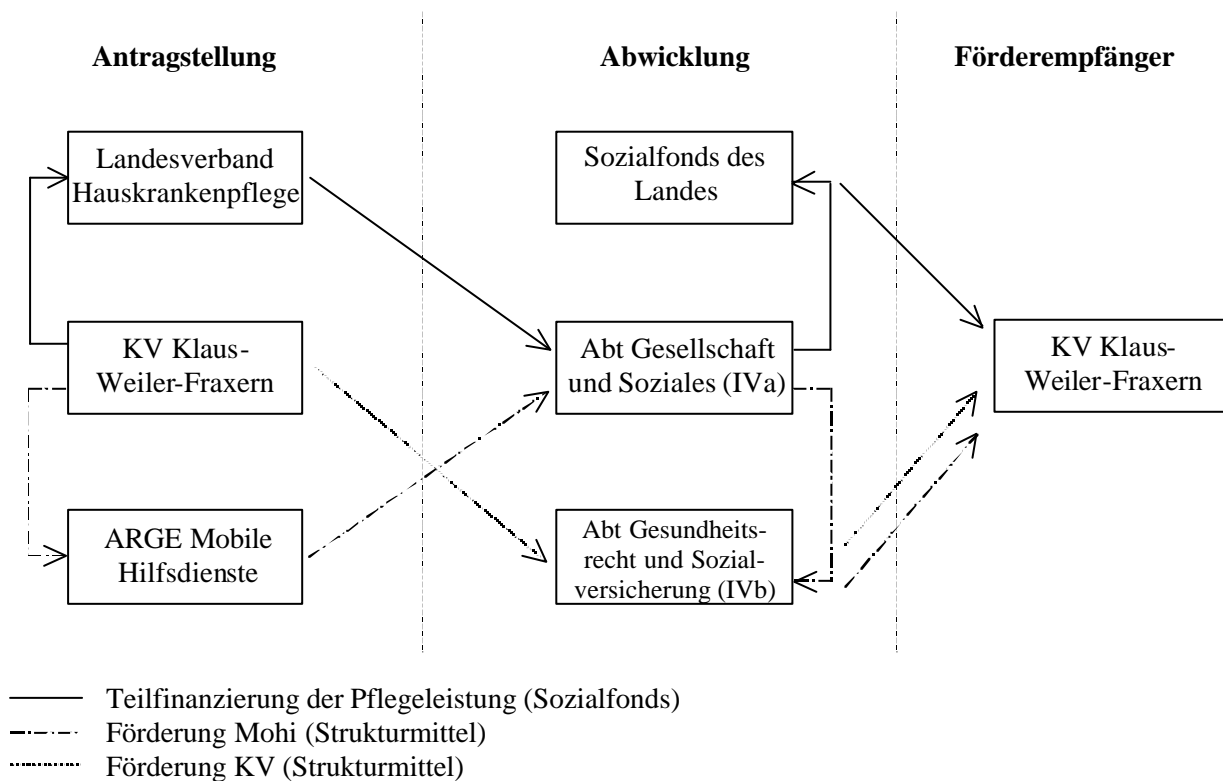 Antragstellung
Abwicklung
Förderempfänger
Landesverband
Hauskrankenpflege
Sozialfonds des
Landes
KV Klaus-
Weiler-Fraxern
Abt Gesellschaft
und Soziales (IVa)
KV Klaus-
Weiler-Fraxern
ARGE Mobile
Hilfsdienste
Abt Gesundheits-
recht und Sozial-
versicherung (IVb)
Teilfinanzierung der Pflegeleistung (Sozialfonds)
Förderung Mohi (Strukturmittel)
Förderung KV (Strukturmittel)